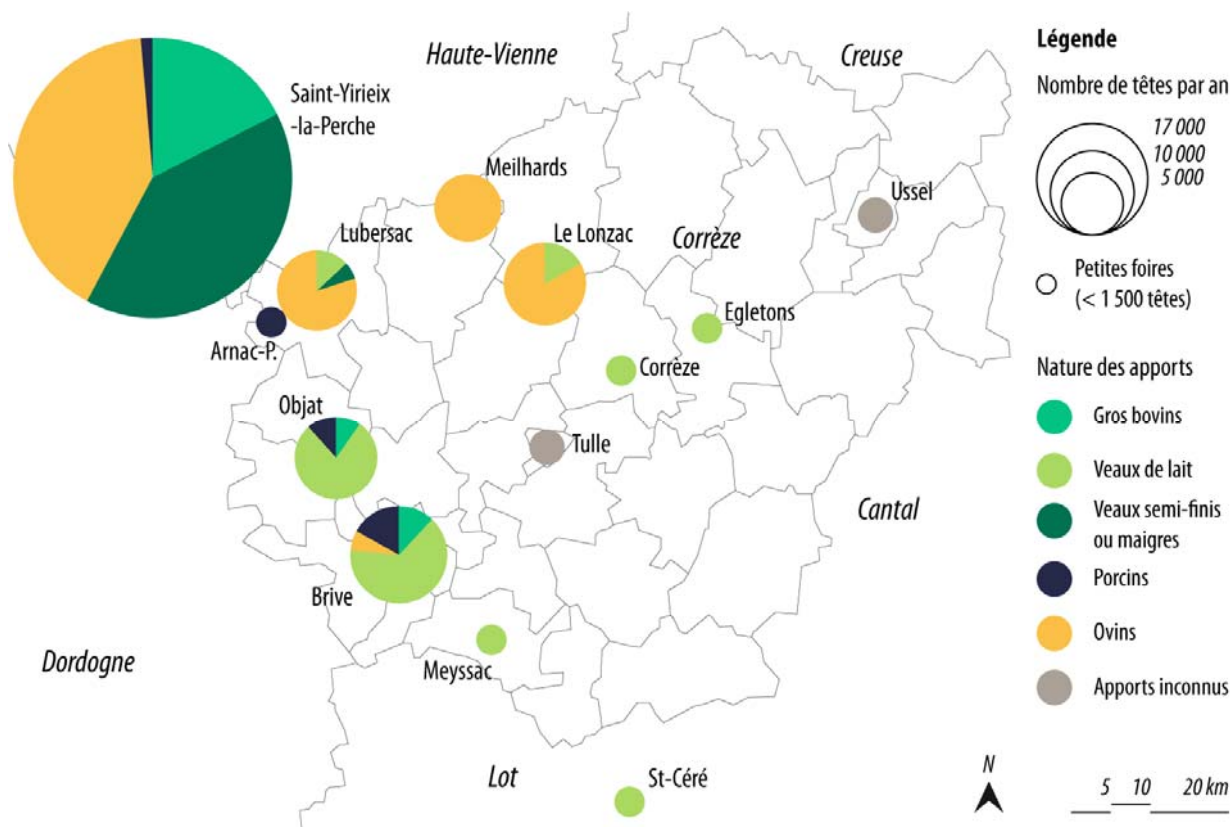 Haute-Vienne
Creuse
Saint-Yirieix
-la-Perche
Meilhards
Ussel
Lubersac
Le Lonzac
Corrèze
Egletons
Arnac-P.
Corrèze
Objat
Tulle
Cantal
Brive
Dordogne
Meyssac
Lot
St-Céré
N
5 10 20 km
Légende
Nombre de têtes par an
17 000
10 000
5 000
Petites foires
(< 1 500 têtes)
Nature des apports
Gros bovins
Veaux de lait
Veaux semi-finis
ou maigres
Porcins
Ovins
Apports inconnus